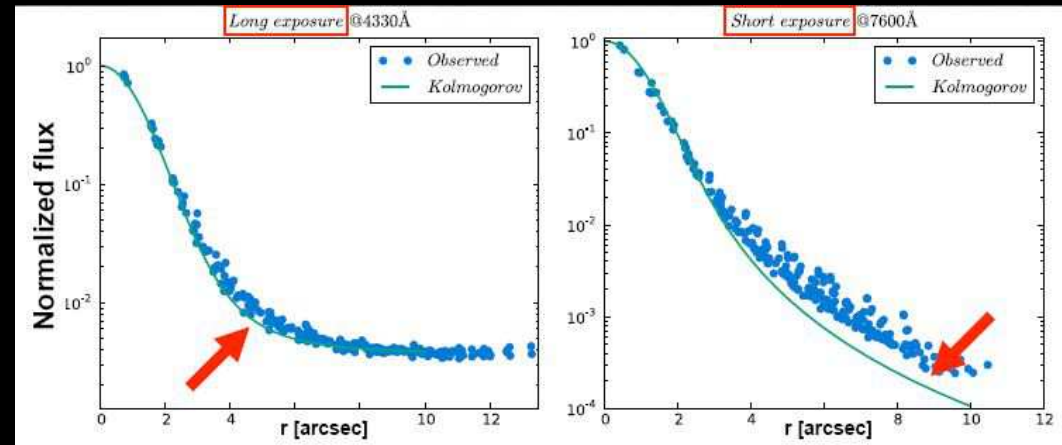 Long exposure @4330Å
Observed
Kolmogorov
Normalized flux
10⁰
10⁻¹
10⁻²
0 2 4 6 8 10 12
r [arcsec]
Short exposure @7600Å
Observed
Kolmogorov
10⁰
10⁻¹
10⁻²
10⁻³
10⁻⁴
0 2 4 6 8 10 12
r [arcsec]